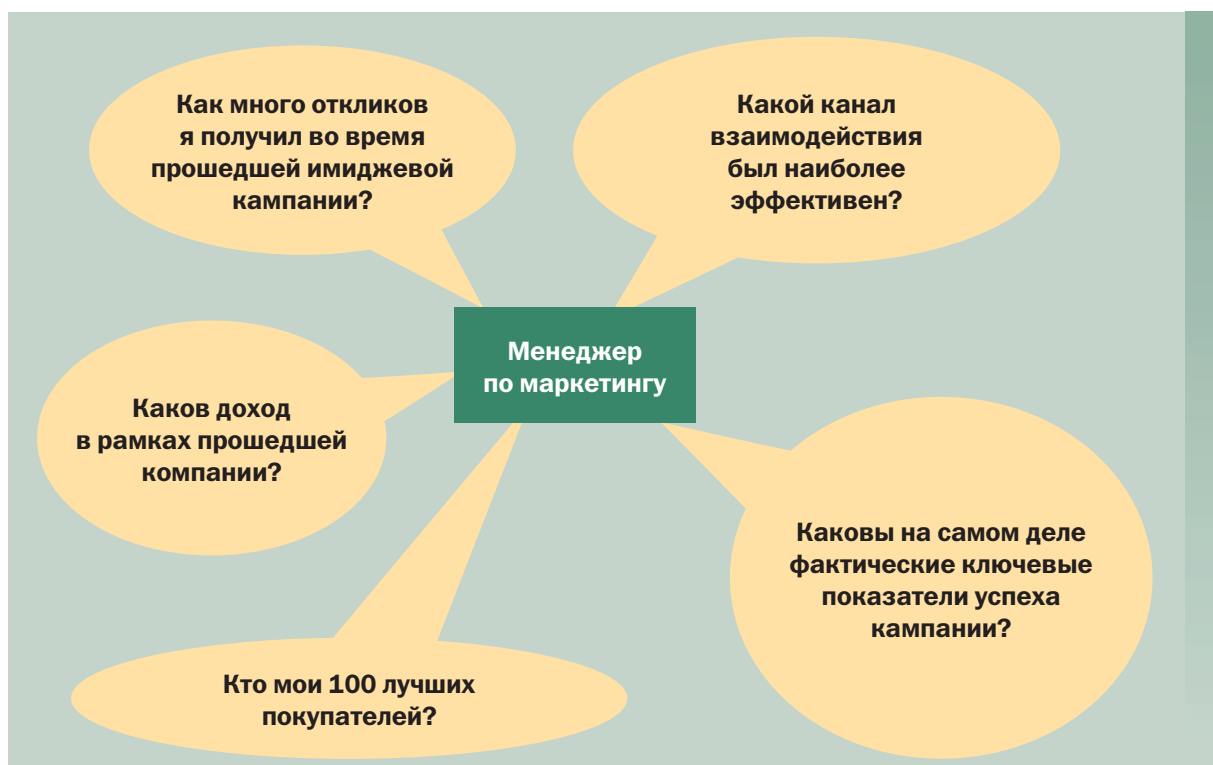 Как много откликов
я получил во время
прошедшей имиджевой
кампании?
Какой канал
взаимодействия
был наиболее
эффективен?
Менеджер
по маркетингу
Каков доход
в рамках прошедшей
компании?
Каковы на самом деле
фактические ключевые
показатели успеха
кампании?
Кто мои 100 лучших
покупателей?